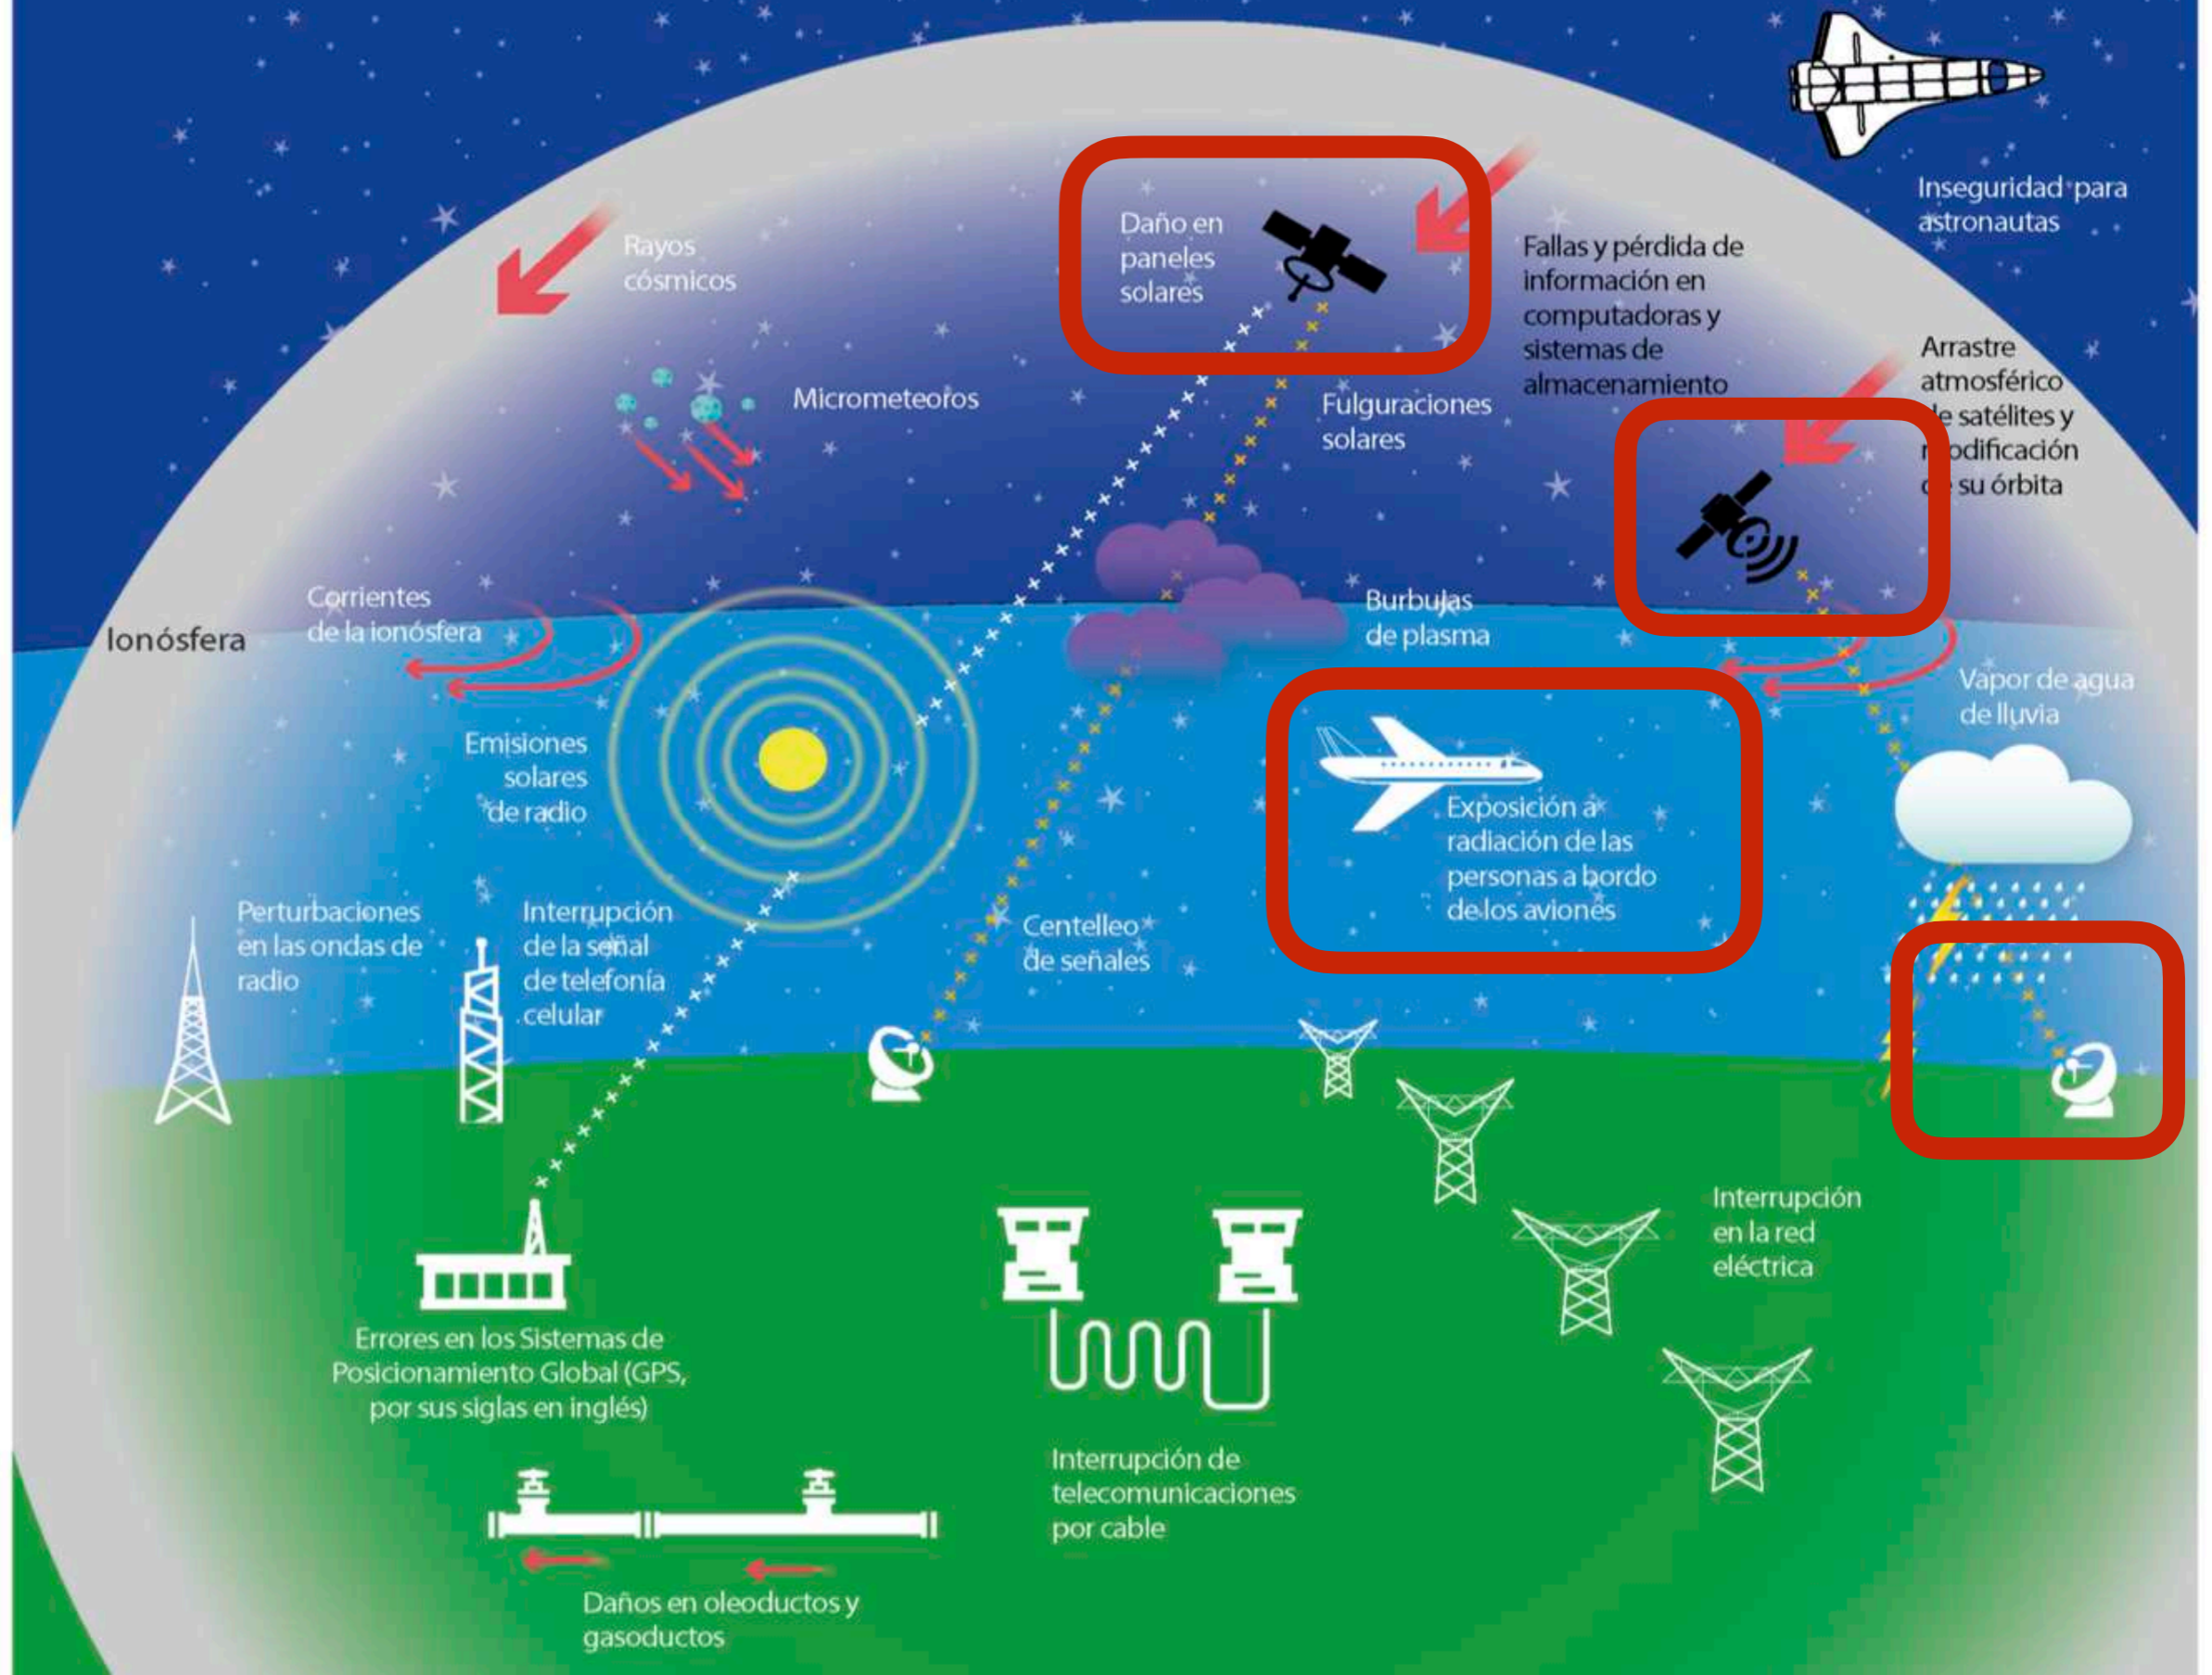 Inseguridad para
astronautas
Rayos
cósmicos
Daño en
paneles
solares
Fallas y pérdida de
información en
computadoras y
sistemas de
almacenamiento
Arrastre
atmosférico
de satélites y
modificación
de su órbita
Micrometeoros
Fulguraciones
solares
Corrientes
de la ionósfera
Ionósfera
Burbujas
de plasma
Vapor de agua
de lluvia
Emisiones
solares
de radio
Exposición a
radiación de las
personas a bordo
de los aviones
Perturbaciones
en las ondas de
radio
Interrupción
de la señal
de telefonía
celular
Centelleo
de señales
Interrupción
en la red
eléctrica
Errores en los Sistemas de
Posicionamiento Global (GPS,
por sus siglas en inglés)
Interrupción de
telecomunicaciones
por cable
Daños en oleoductos y
gasoductos